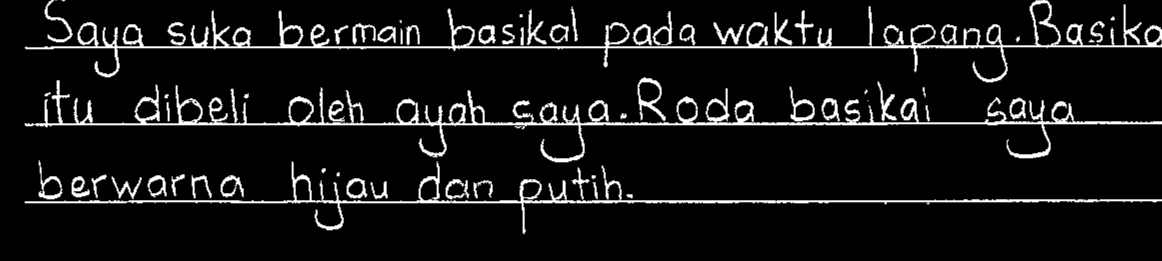 Saya suka bermain basikal pada waktu lapang. Basika
itu dibeli oleh ayah saya. Roda basikal saya
berwarna hijau dan putih.